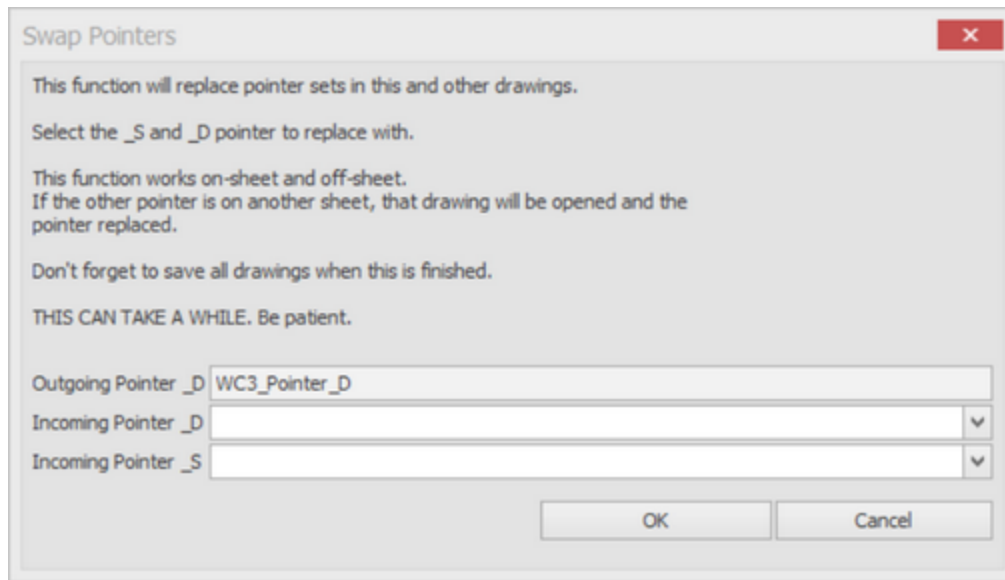 Swap Pointers
This function will replace pointer sets in this and other drawings.
Select the _S and _D pointer to replace with.
This function works on-sheet and off-sheet.
If the other pointer is on another sheet, that drawing will be opened and the
pointer replaced.
Don't forget to save all drawings when this is finished.
THIS CAN TAKE A WHILE. Be patient.
Outgoing Pointer _D WC3_Pointer_D
Incoming Pointer _D
Incoming Pointer _S
OK Cancel